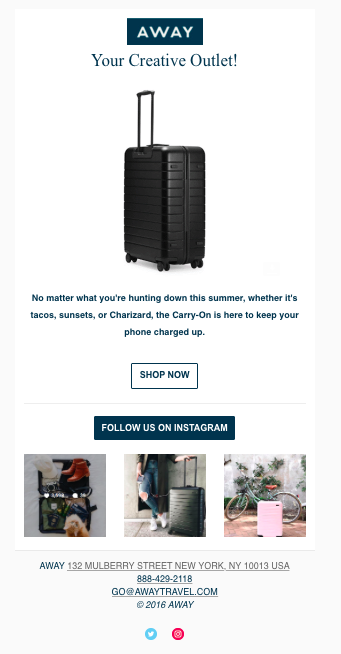 AWAY
Your Creative Outlet!
No matter what you're hunting down this summer, whether it's
tacos, sunsets, or Charizard, the Carry-On is here to keep your
phone charged up.
SHOP NOW
FOLLOW US ON INSTAGRAM
AWAY 132 MULBERRY STREET NEW YORK, NY 10013 USA
888-429-2118
GO@AWAYTRAVEL.COM
© 2016 AWAY